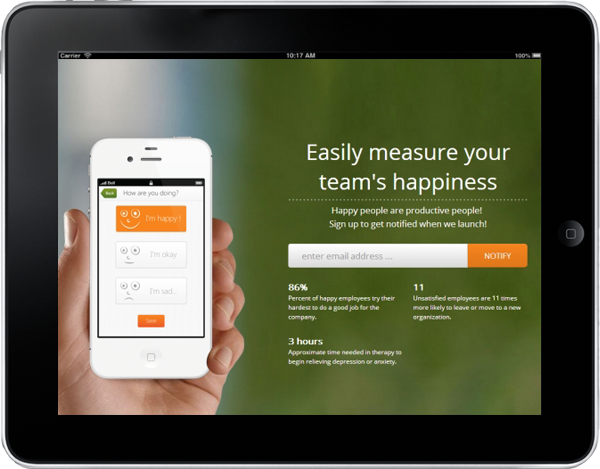 Carrier 10:17 AM 100%
Easily measure your
team's happiness
Happy people are productive people!
Sign up to get notified when we launch!
enter email address ... NOTIFY
86%
Percent of happy employees try their
hardest to do a good job for the
company.
11
Unsatisfied employees are 11 times
more likely to leave or move to a new
organization.
3 hours
Approximate time needed in therapy to
begin relieving depression or anxiety.
Bell
Back How are you doing?
I'm happy !
I'm okay
I'm sad...